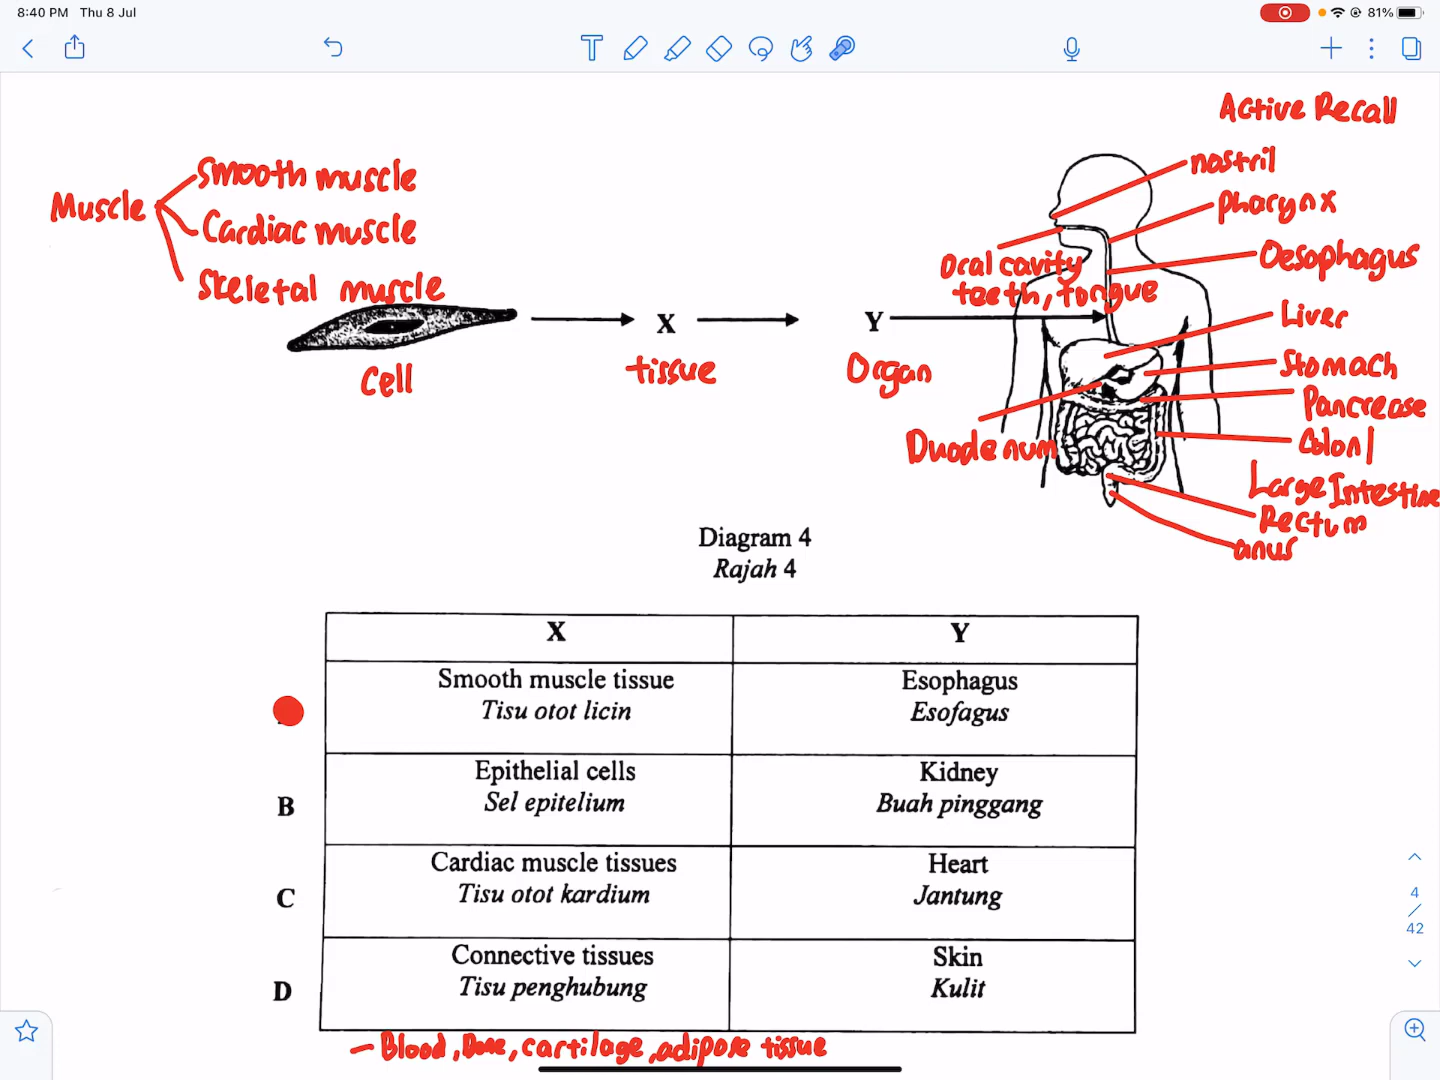 8:40 PM Thu 8 Jul
81%
T
Active Recall
Smooth muscle
Muscle
Cardiac muscle
Skeletal muscle
nostril
Pharynx
Oral cavity
teeth, tongue
Oesophagus
Liver
X
Y
Cell
tissue
Organ
Stomach
Pancrease
Duodenum
Colon
Large Intestine
Rectum
anus
Diagram 4
Rajah 4
X Y
Smooth muscle tissue Esophagus
Tisu otot licin Esofagus
B Epithelial cells Kidney
Sel epitelium Buah pinggang
C Cardiac muscle tissues Heart
Tisu otot kardium Jantung
D Connective tissues Skin
Tisu penghubung Kulit
– Blood, Bone, cartilage, adipose tissue
4
/
42